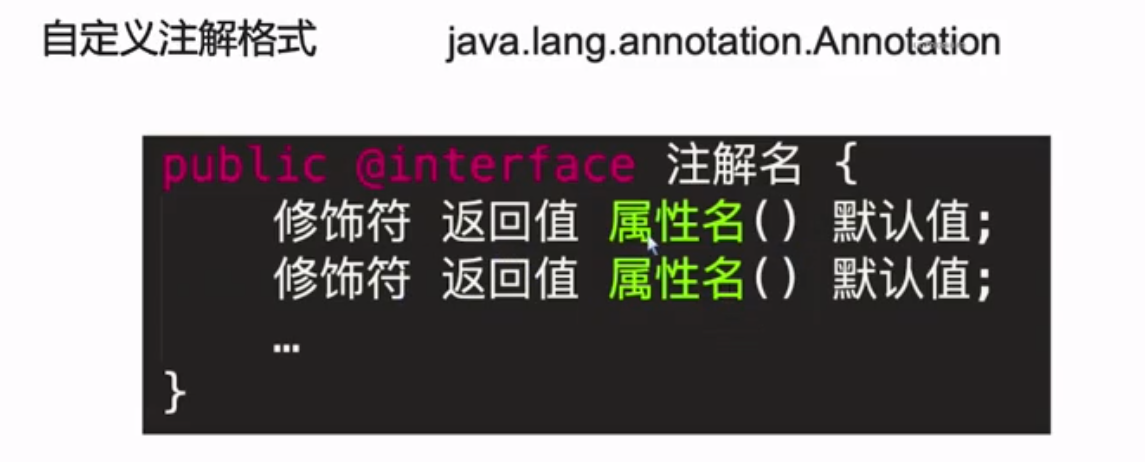 自定义注解格式 java.lang.annotation.Annotation
public @interface 注解名 {
修饰符 返回值 属性名() 默认值;
修饰符 返回值 属性名() 默认值;
…
}